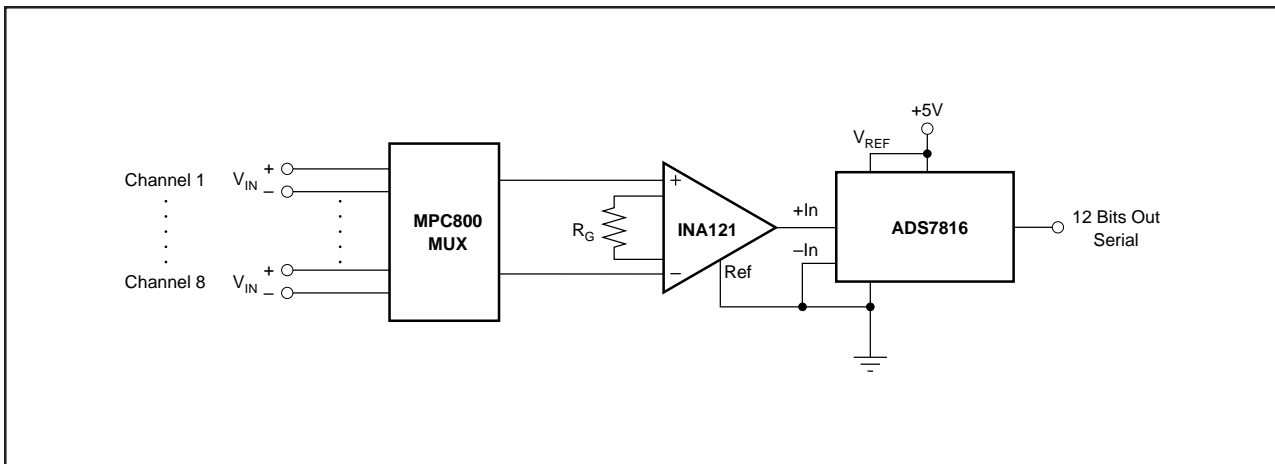 +5V
V_REF
Channel 1
V_IN
+
–
MPC800
MUX
+
R_G
–
INA121
Ref
+In
–In
ADS7816
12 Bits Out
Serial
Channel 8
V_IN
+
–